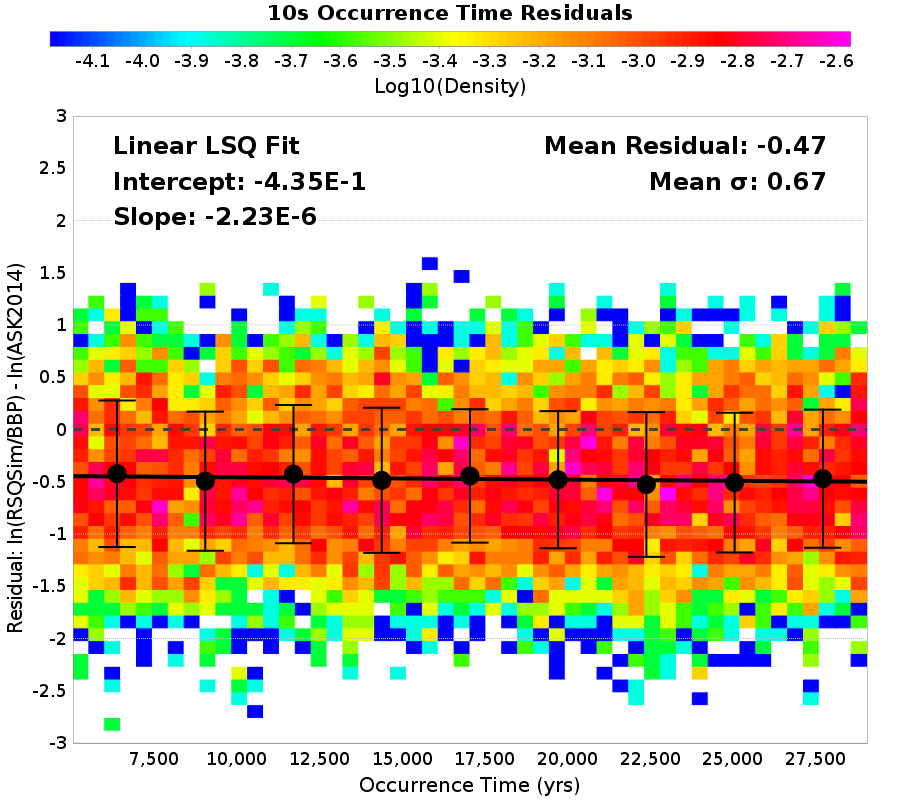 10s Occurrence Time Residuals
-4.1 -4.0 -3.9 -3.8 -3.7 -3.6 -3.5 -3.4 -3.3 -3.2 -3.1 -3.0 -2.9 -2.8 -2.7 -2.6
Log10(Density)
Linear LSQ Fit
Intercept: -4.35E-1
Slope: -2.23E-6
Mean Residual: -0.47
Mean σ: 0.67
Residual: ln(RSQSim/BBP) - ln(ASK2014)
3
2.5
2
1.5
1
0.5
0
-0.5
-1
-1.5
-2
-2.5
-3
7,500 10,000 12,500 15,000 17,500 20,000 22,500 25,000 27,500
Occurrence Time (yrs)